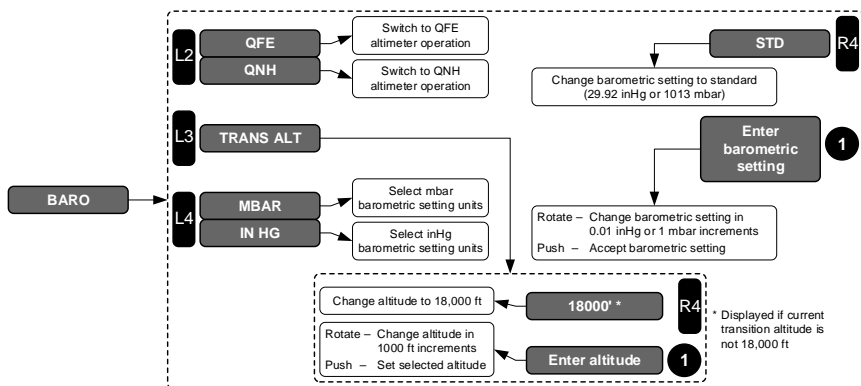 BARO
L2
QFE
Switch to QFE
altimeter operation
QNH
Switch to QNH
altimeter operation
L3
TRANS ALT
L4
MBAR
Select mbar
barometric setting units
IN HG
Select inHg
barometric setting units
STD
R4
Change barometric setting to standard
(29.92 inHg or 1013 mbar)
Enter
barometric
setting
1
Rotate – Change barometric setting in
0.01 inHg or 1 mbar increments
Push – Accept barometric setting
Change altitude to 18,000 ft
18000' *
R4
Rotate – Change altitude in
1000 ft increments
Push – Set selected altitude
Enter altitude
1
* Displayed if current
transition altitude is
not 18,000 ft